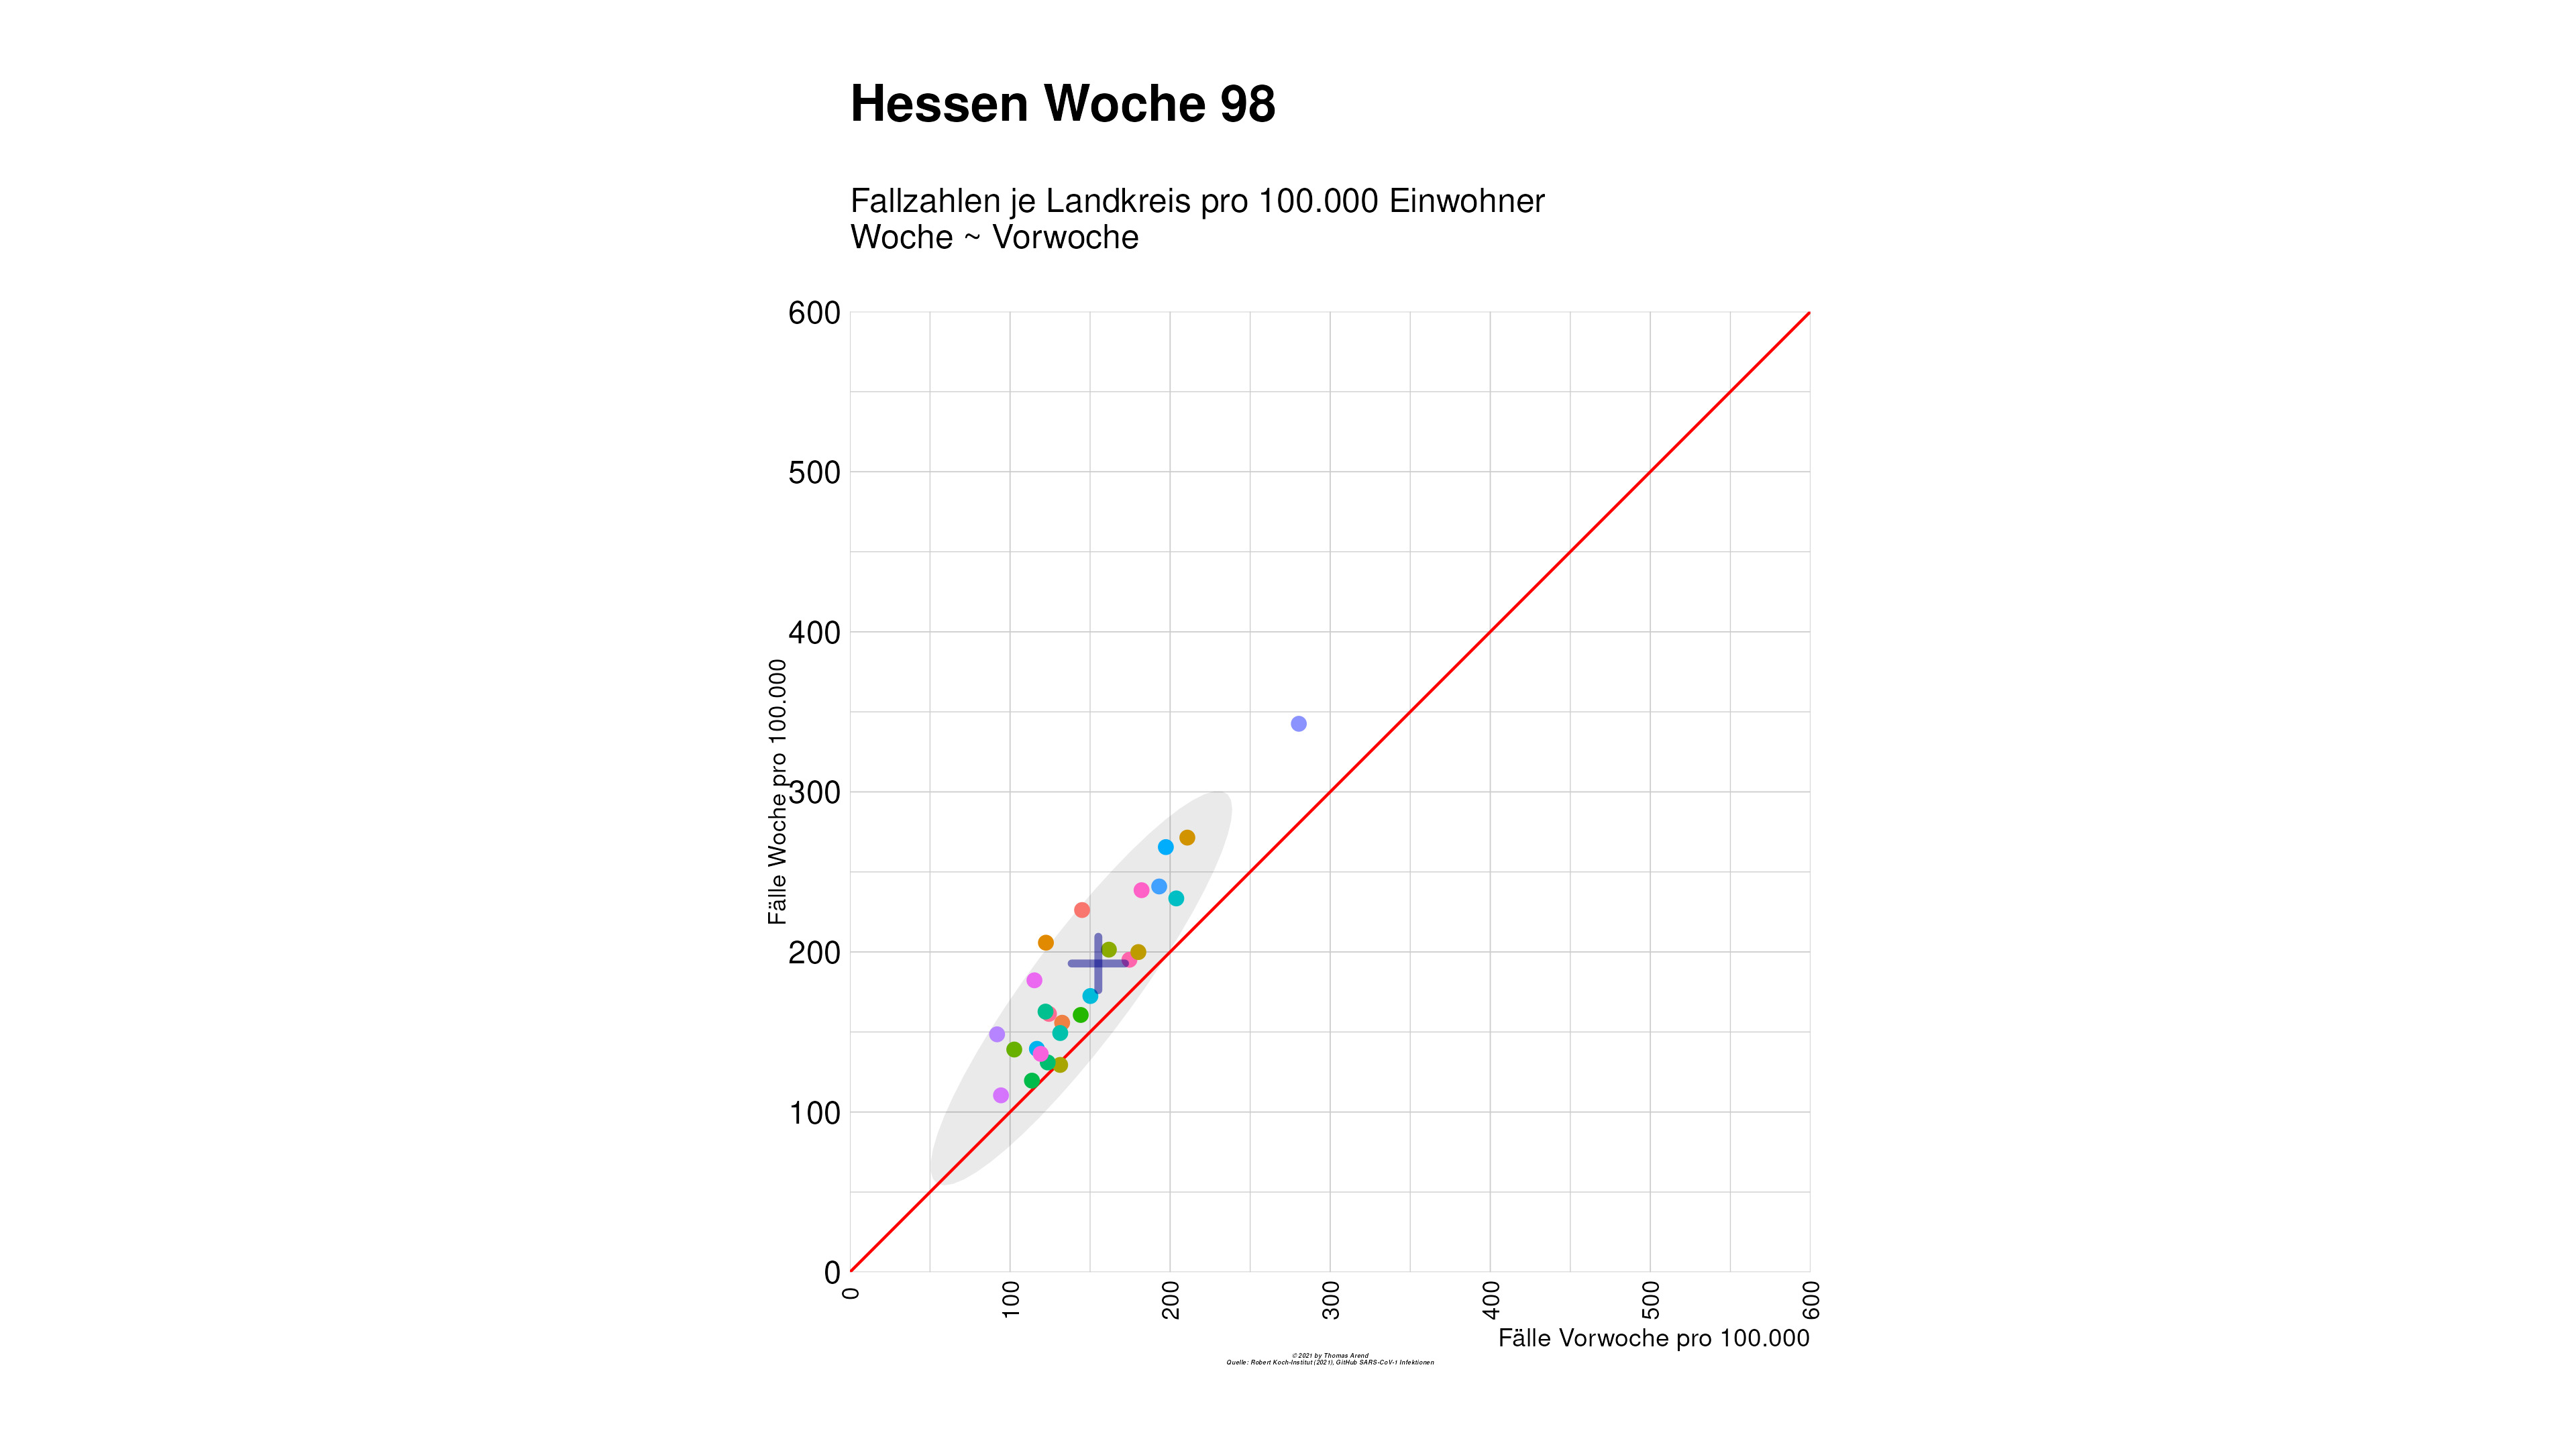 Hessen Woche 98
Fallzahlen je Landkreis pro 100.000 Einwohner
Woche ~ Vorwoche
600
500
400
300
200
100
0
Fälle Woche pro 100.000
0
100
200
300
400
500
600
Fälle Vorwoche pro 100.000
© 2021 by Thomas Arend
Quelle: Robert Koch-Institut (2021), GitHub SARS-CoV-1 Infektionen